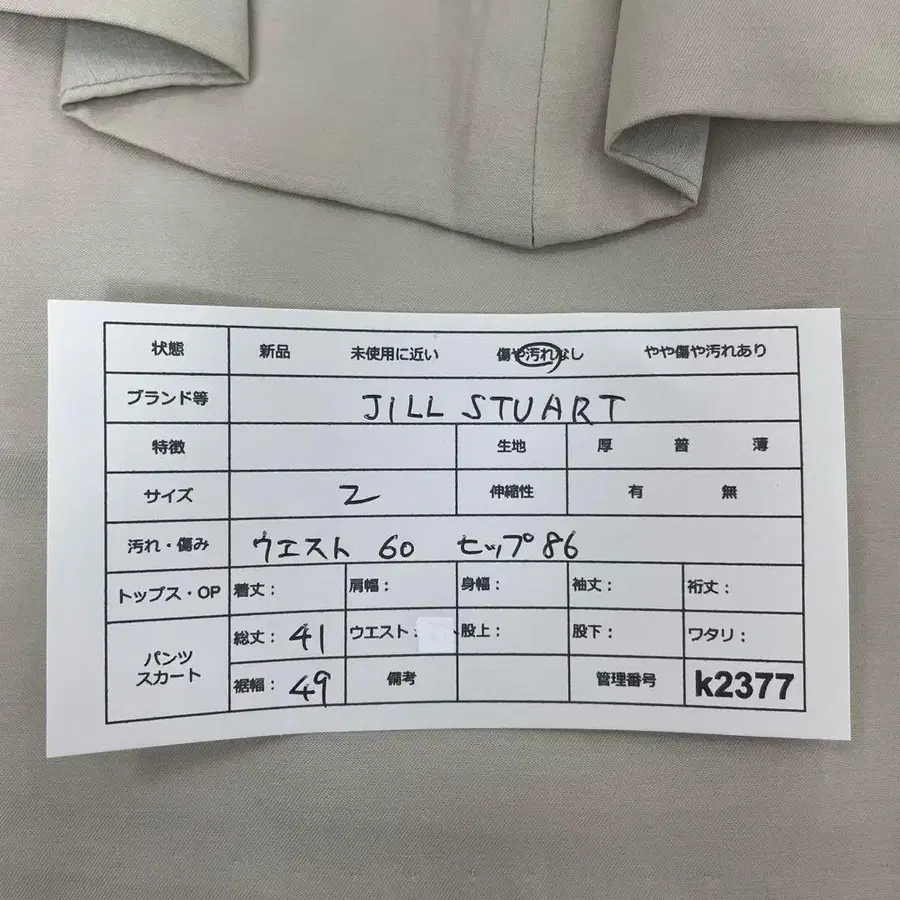 状態 新品 未使用に近い 傷や汚れなし やや傷や汚れあり
ブランド等 JILL STUART
特徴 生地 厚 普 薄
サイズ 2 伸縮性 有 無
汚れ・傷み ウエスト 60 ヒップ 86
トップス・OP 着丈: 肩幅: 身幅: 袖丈: 裄丈:
パンツ 総丈: 41 ウエスト: 股上: 股下: ワタリ:
スカート 裾幅: 49 備考 管理番号 k2377